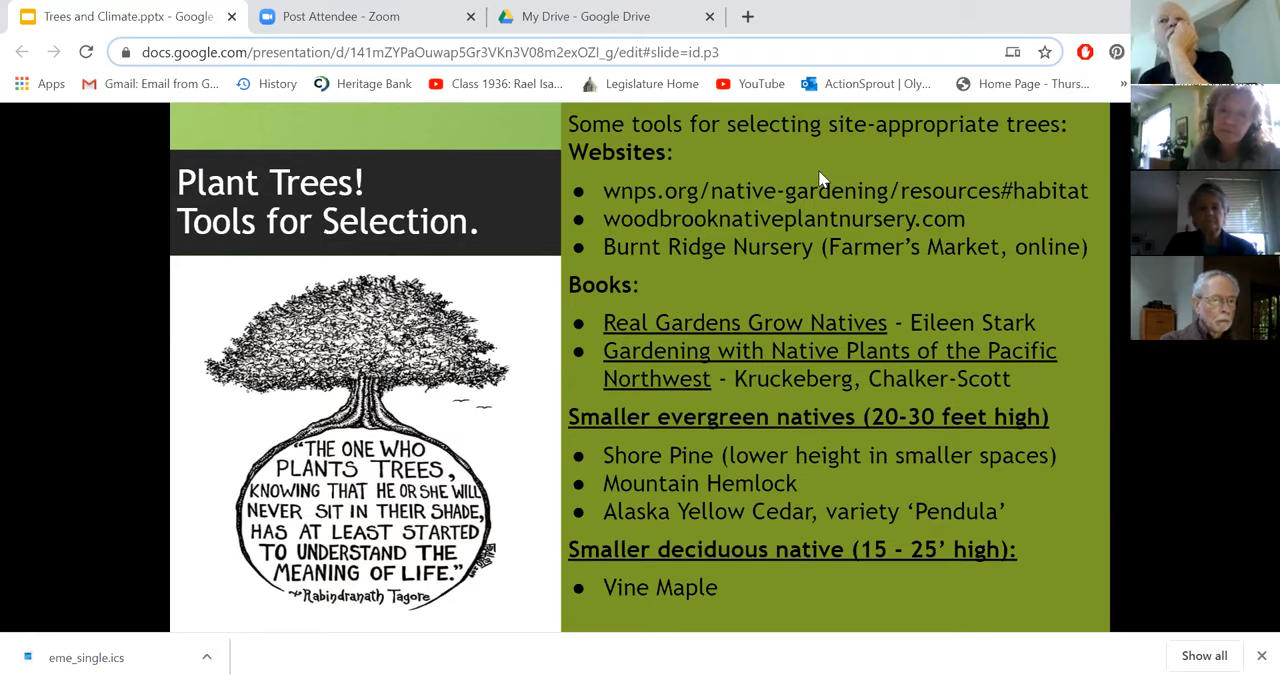 Trees and Climate.pptx - Google
Post Attendee - Zoom
My Drive - Google Drive
docs.google.com/presentation/d/141mZYPaOuwap5Gr3VKn3V08m2exOZI_g/edit#slide=id.p3
Apps
Gmail: Email from G...
History
Heritage Bank
Class 1936: Rael Isa...
Legislature Home
YouTube
ActionSprout | Oly...
Home Page - Thurs...
»
Plant Trees!
Tools for Selection.
"THE ONE WHO
PLANTS TREES,
KNOWING THAT HE OR SHE WILL
NEVER SIT IN THEIR SHADE,
HAS AT LEAST STARTED
TO UNDERSTAND THE
MEANING OF LIFE."
~Rabindranath Tagore
Some tools for selecting site-appropriate trees:
Websites:
● wnps.org/native-gardening/resources#habitat
● woodbrooknativeplantnursery.com
● Burnt Ridge Nursery (Farmer's Market, online)
Books:
● Real Gardens Grow Natives - Eileen Stark
● Gardening with Native Plants of the Pacific
Northwest - Kruckeberg, Chalker-Scott
Smaller evergreen natives (20-30 feet high)
● Shore Pine (lower height in smaller spaces)
● Mountain Hemlock
● Alaska Yellow Cedar, variety 'Pendula'
Smaller deciduous native (15 - 25' high):
● Vine Maple
eme_single.ics
Show all